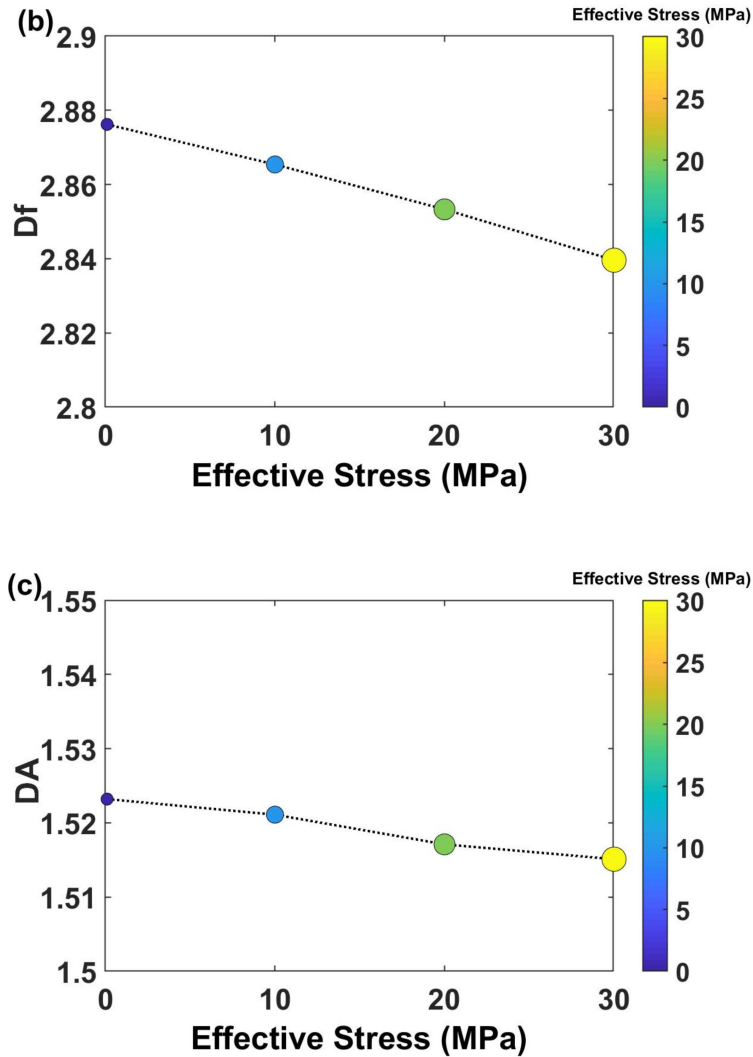 (b)
Effective Stress (MPa)
2.9
2.88
2.86
2.84
2.82
2.8
Df
0 10 20 30
Effective Stress (MPa)
30
25
20
15
10
5
0
(c)
Effective Stress (MPa)
1.55
1.54
1.53
1.52
1.51
1.5
DA
0 10 20 30
Effective Stress (MPa)
30
25
20
15
10
5
0